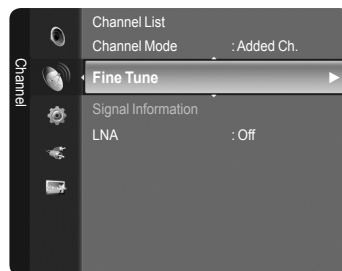 Channel
Channel List
Channel Mode : Added Ch.
Fine Tune
Signal Information
LNA : Off